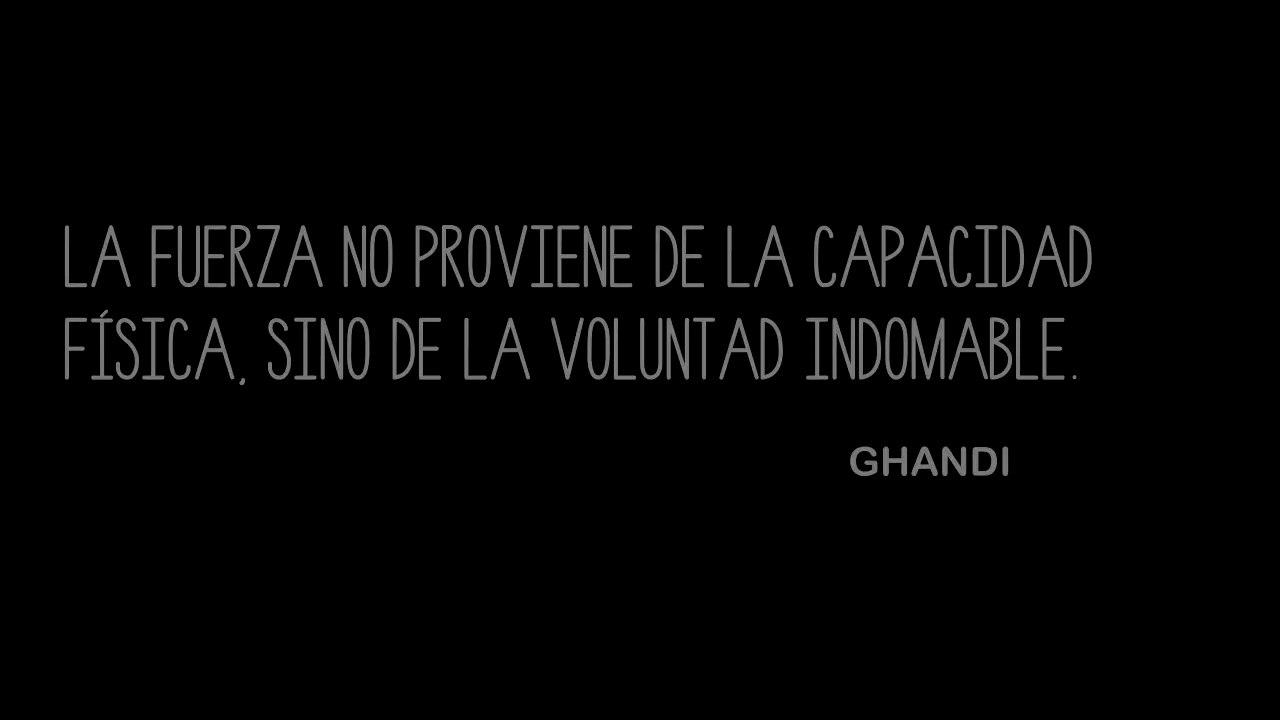 LA FUERZA NO PROVIENE DE LA CAPACIDAD
FÍSICA, SINO DE LA VOLUNTAD INDOMABLE.
GHANDI